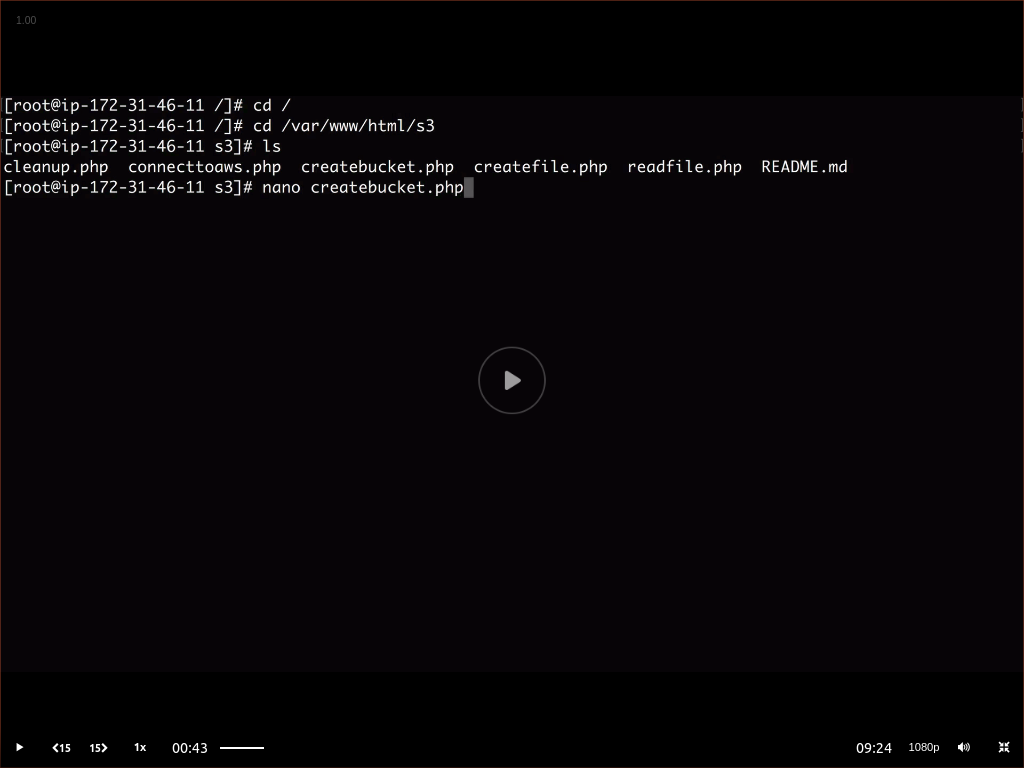 1.00
[root@ip-172-31-46-11 /]# cd /
[root@ip-172-31-46-11 /]# cd /var/www/html/s3
[root@ip-172-31-46-11 s3]# ls
cleanup.php  connecttoaws.php  createbucket.php  createfile.php  readfile.php  README.md
[root@ip-172-31-46-11 s3]# nano createbucket.php
15 15 1x 00:43 09:24 1080p